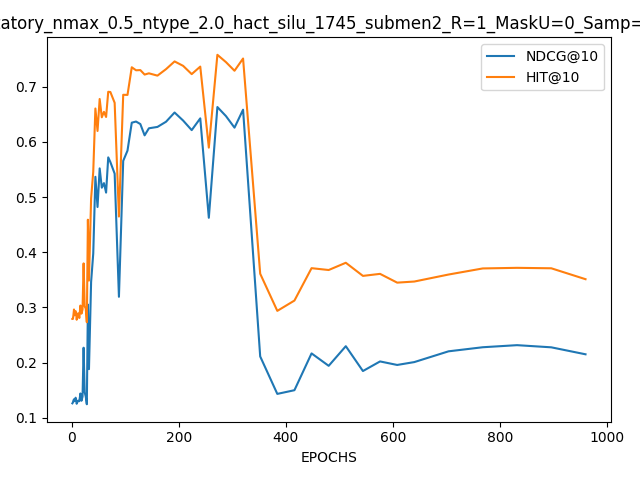 atory_nmax_0.5_ntype_2.0_hact_silu_1745_submen2_R=1_MaskU=0_Samp=
NDCG@10
HIT@10
0.7
0.6
0.5
0.4
0.3
0.2
0.1
0 200 400 600 800 1000
EPOCHS